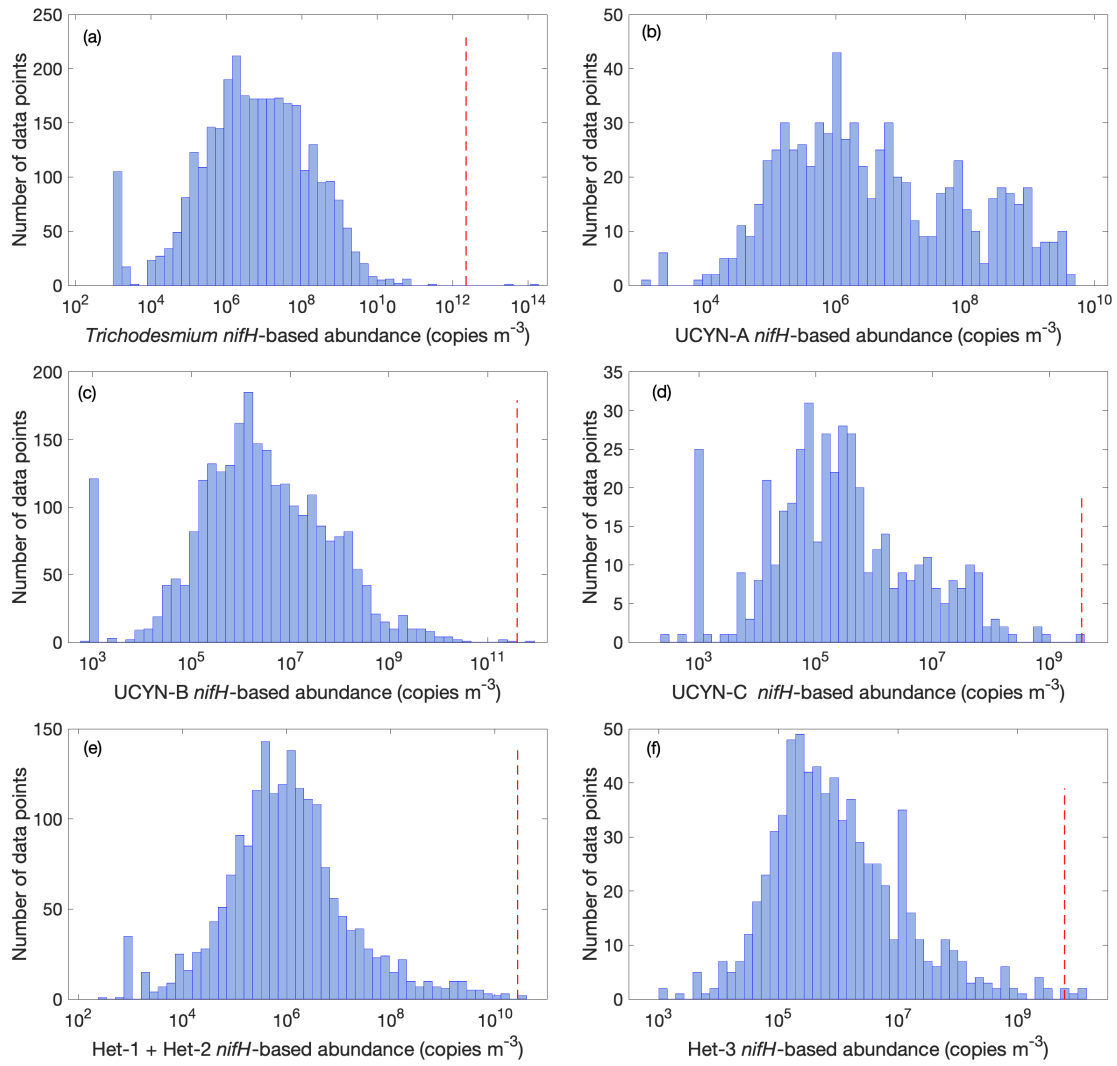 (a)
250
200
150
100
50
0
Number of data points
10^2 10^4 10^6 10^8 10^10 10^12 10^14
Trichodesmium nifH-based abundance (copies m^-3)
(b)
50
40
30
20
10
0
Number of data points
10^4 10^6 10^8 10^10
UCYN-A nifH-based abundance (copies m^-3)
(c)
200
150
100
50
0
Number of data points
10^3 10^5 10^7 10^9 10^11
UCYN-B nifH-based abundance (copies m^-3)
(d)
35
30
25
20
15
10
5
0
Number of data points
10^3 10^5 10^7 10^9
UCYN-C nifH-based abundance (copies m^-3)
(e)
150
100
50
0
Number of data points
10^2 10^4 10^6 10^8 10^10
Het-1 + Het-2 nifH-based abundance (copies m^-3)
(f)
50
40
30
20
10
0
Number of data points
10^3 10^5 10^7 10^9
Het-3 nifH-based abundance (copies m^-3)